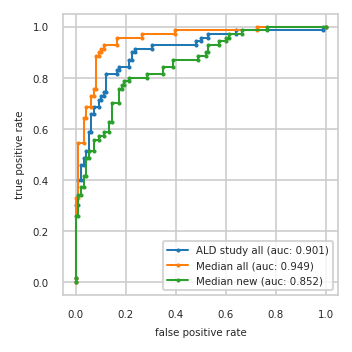 1.0
0.8
0.6
0.4
0.2
0.0
true positive rate
ALD study all (auc: 0.901)
Median all (auc: 0.949)
Median new (auc: 0.852)
0.0 0.2 0.4 0.6 0.8 1.0
false positive rate